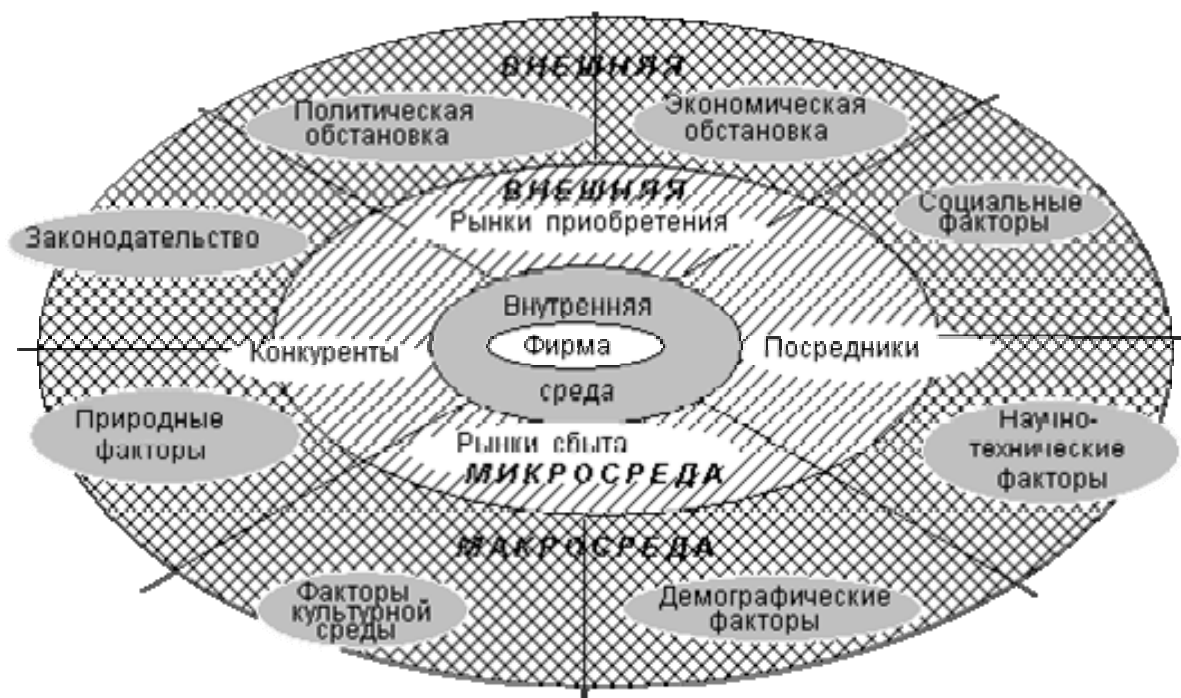 ВНЕШНЯЯ
Политическая
обстановка
Экономическая
обстановка
ВНЕШНЯЯ
Рынки приобретения
Социальные
факторы
Законодательство
Внутренняя
Фирма
среда
Конкуренты
Посредники
Природные
факторы
Рынки сбыта
МИКРОСРЕДА
Научно-
технические
факторы
МАКРОСРЕДА
Факторы
культурной
среды
Демографические
факторы